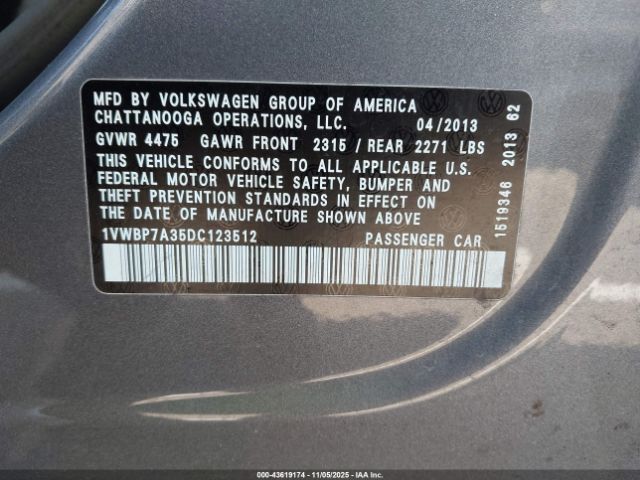 MFD BY VOLKSWAGEN GROUP OF AMERICA
CHATTANOOGA OPERATIONS, LLC. 04/2013
GVWR 4475 GAWR FRONT 2315 / REAR 2271 LBS
THIS VEHICLE CONFORMS TO ALL APPLICABLE U.S.
FEDERAL MOTOR VEHICLE SAFETY, BUMPER AND
THEFT PREVENTION STANDARDS IN EFFECT ON
THE DATE OF MANUFACTURE SHOWN ABOVE
1VWBP7A35DC123512 PASSENGER CAR
1519346 2013 62
000-43619174 - 11/05/2025 - IAA, Inc.